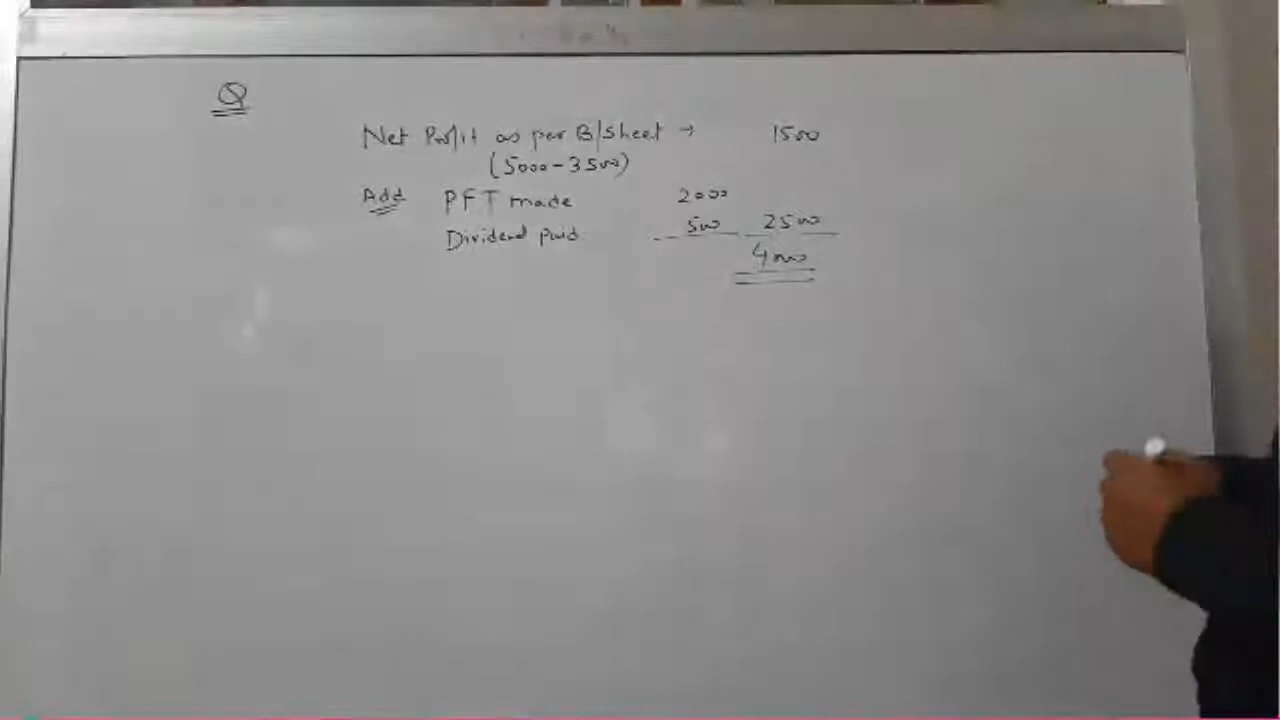 Q
Net Profit as per B/Sheet → 1500
(5000-3500)
Add PFT made 2000
Dividend paid 500 2500
4000